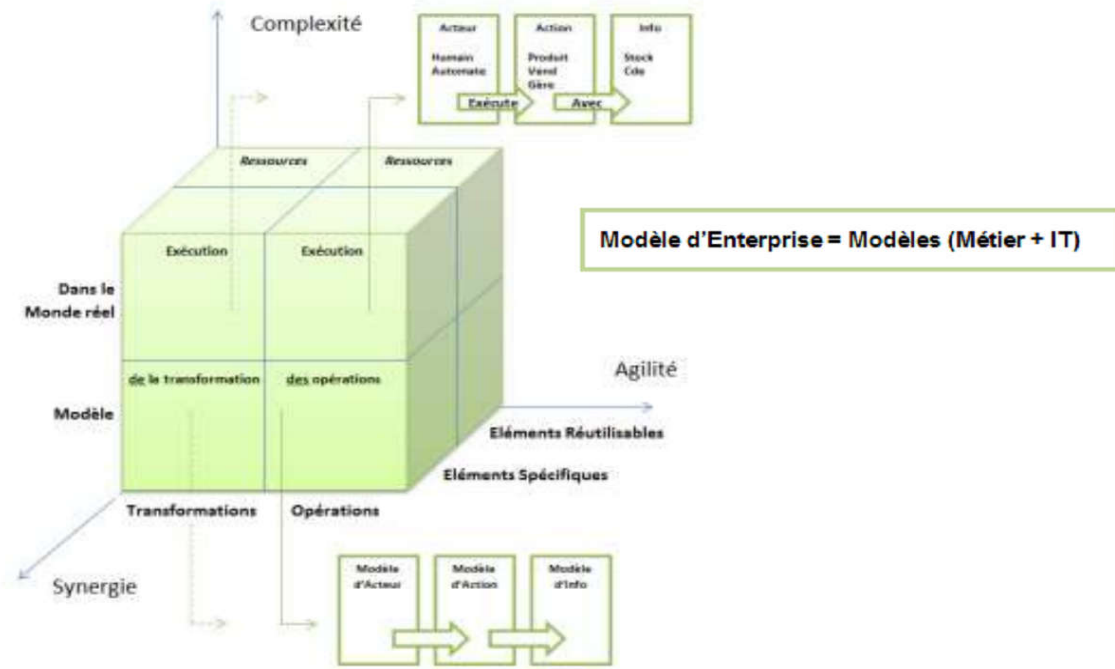 Complexité
Acteur
Humain
Automate
Exécute
Action
Produit
Vend
Gère
Avec
Info
Stock
Cde
Ressources
Ressources
Exécution
Exécution
Modèle d'Enterprise = Modèles (Métier + IT)
Dans le
Monde réel
de la transformation
des opérations
Agilité
Modèle
Eléments Réutilisables
Eléments Spécifiques
Transformations
Opérations
Synergie
Modèle
d'Acteur
Modèle
d'Action
Modèle
d'Info